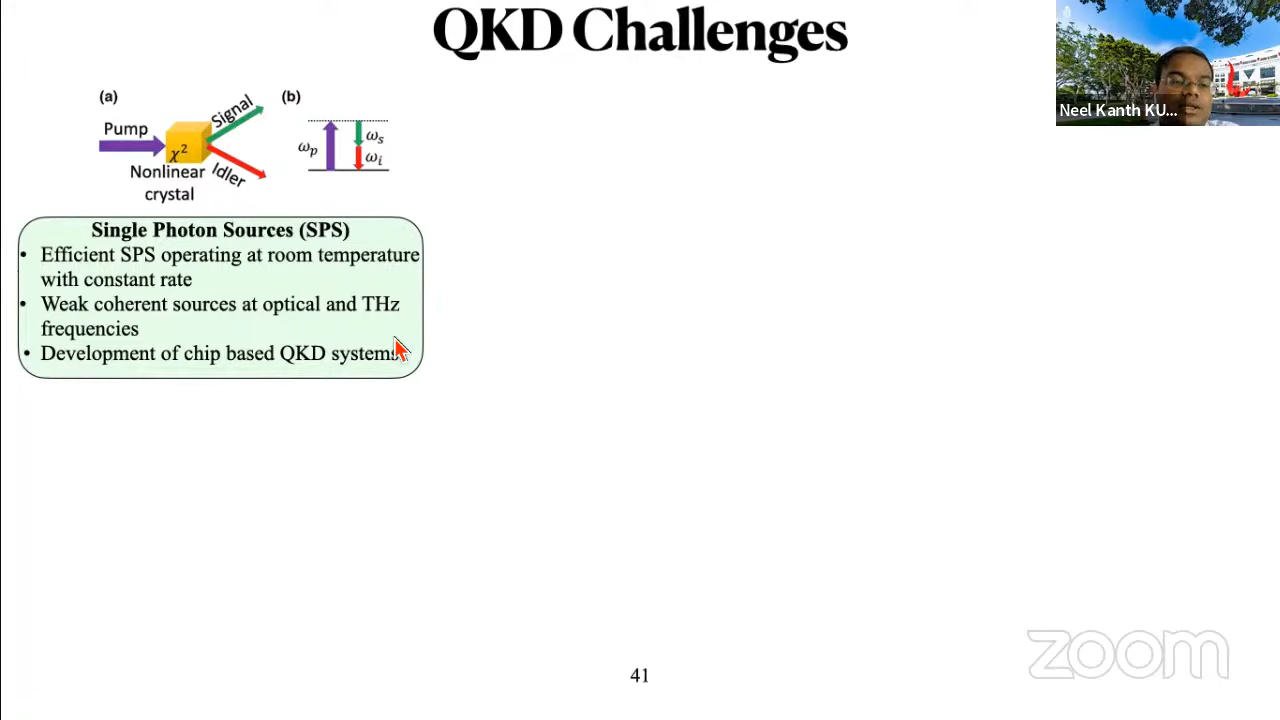 QKD Challenges
Neel Kanth KU...
(a)
(b)
Pump
Signal
χ²
Idler
Nonlinear
crystal
ωp
ωs
ωi
Single Photon Sources (SPS)
• Efficient SPS operating at room temperature
with constant rate
• Weak coherent sources at optical and THz
frequencies
• Development of chip based QKD systems
41
zoom